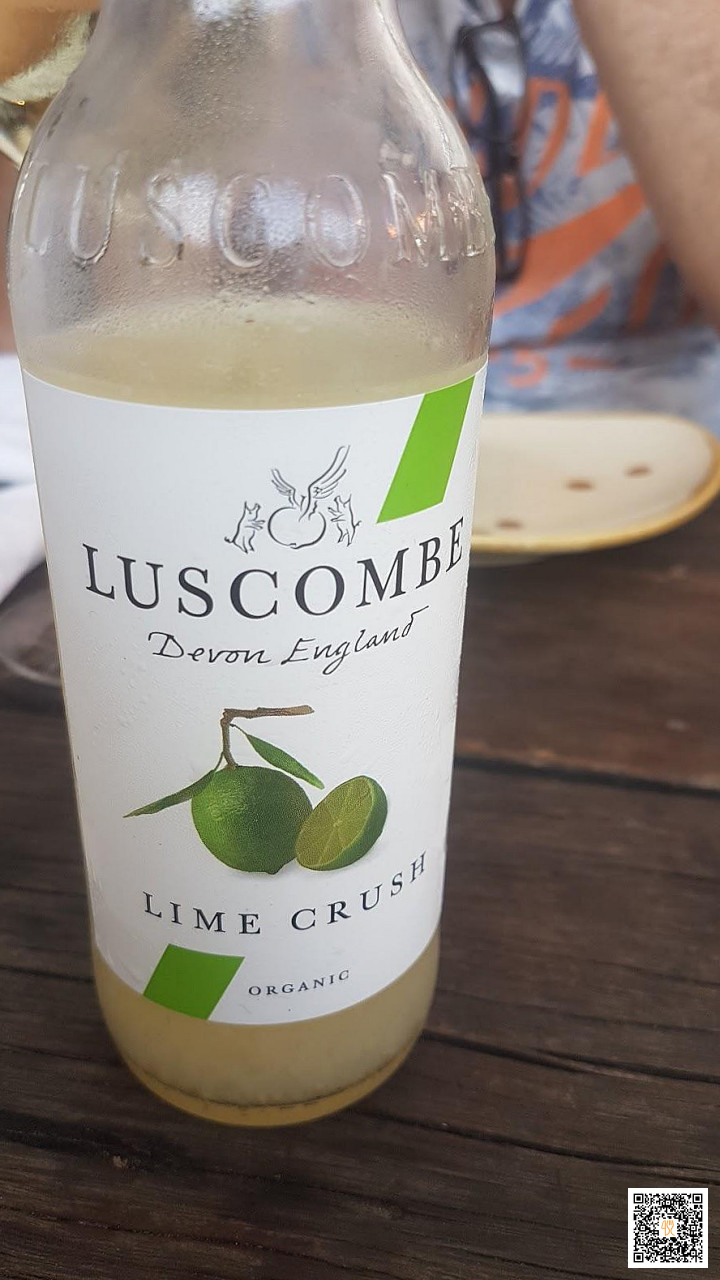 LUSCOMBE
LUSCOMBE
Devon England
LIME CRUSH
ORGANIC